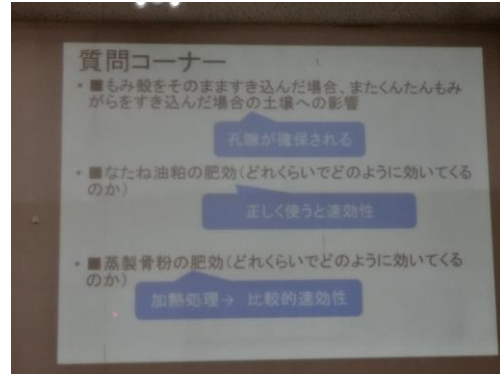 質問コーナー
• ■もみ殻をそのまますき込んだ場合、またくんたんもみ
がらをすき込んだ場合の土壌への影響
孔隙が確保される
• ■なたね油粕の肥効(どれくらいでどのように効いてくる
のか)
正しく使うと速効性
• ■蒸製骨粉の肥効(どれくらいでどのように効いてくる
のか)
加熱処理→ 比較的速効性